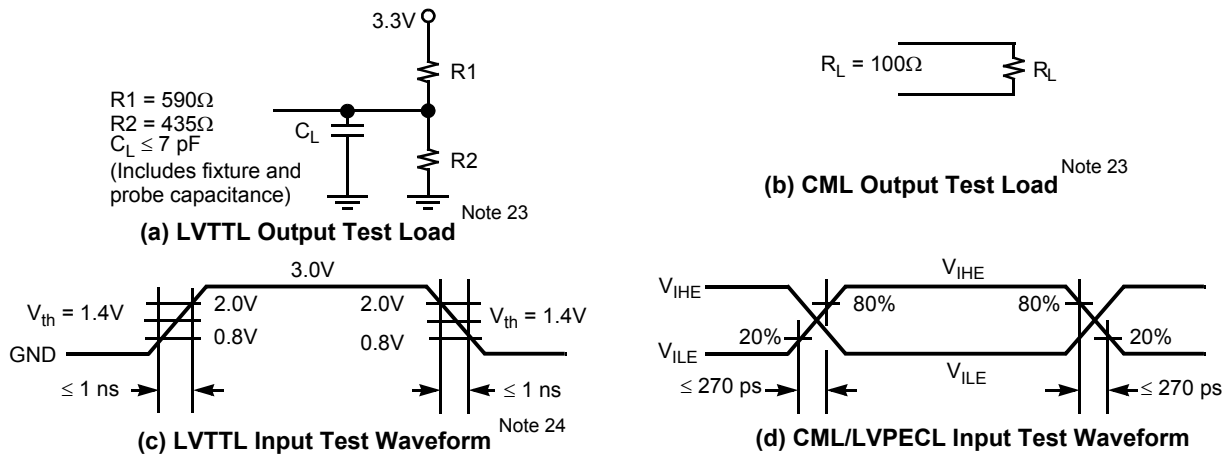 3.3V
R1
R1 = 590Ω
R2 = 435Ω
C_L ≤ 7 pF
(Includes fixture and
probe capacitance)
C_L
R2
Note 23
(a) LVTTL Output Test Load
R_L = 100Ω
R_L
(b) CML Output Test Load Note 23
3.0V
V_th = 1.4V
2.0V
2.0V
V_th = 1.4V
0.8V
0.8V
GND
≤ 1 ns
≤ 1 ns
Note 24
(c) LVTTL Input Test Waveform
V_IHE
V_IHE
80%
80%
20%
20%
V_ILE
V_ILE
≤ 270 ps
≤ 270 ps
(d) CML/LVPECL Input Test Waveform